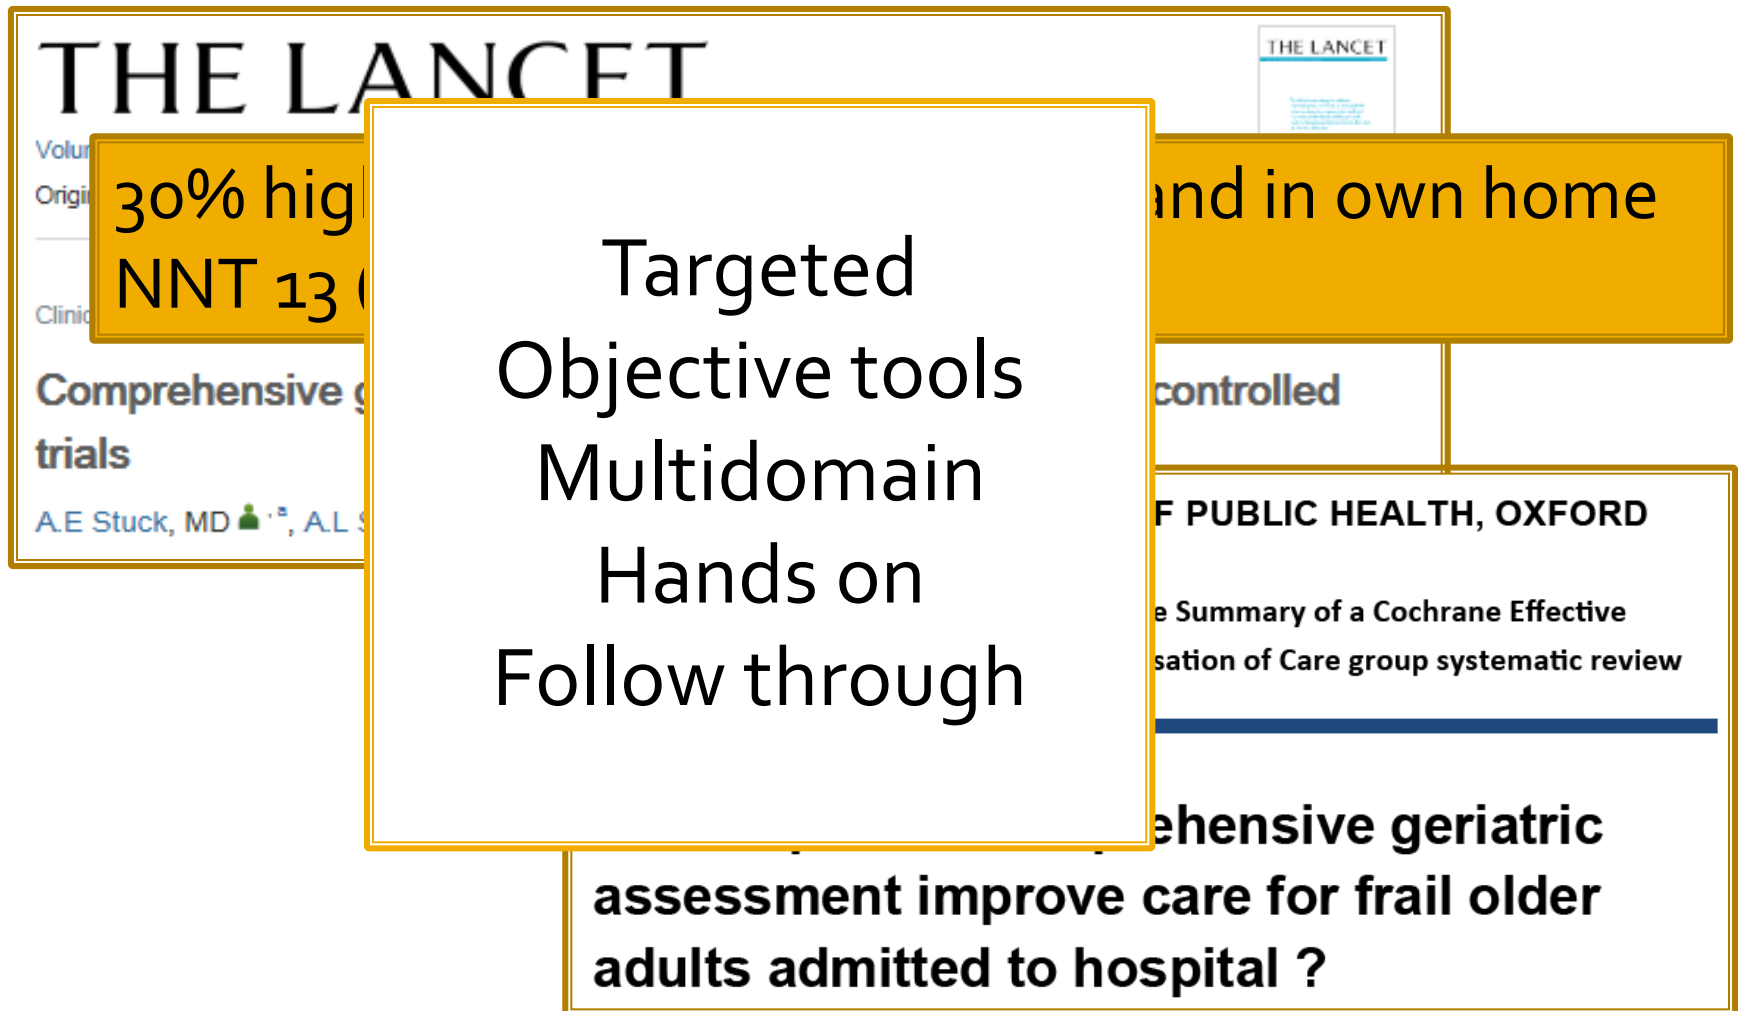 THE LANCET
THE LANCET
Volu
Origi
30% hig
and in own home
NNT 13 (
Clinic
Comprehensive g
controlled
trials
A.E Stuck, MD , a, A.L S
Targeted
Objective tools
Multidomain
Hands on
Follow through
F PUBLIC HEALTH, OXFORD
e Summary of a Cochrane Effective
sation of Care group systematic review
ehensive geriatric
assessment improve care for frail older
adults admitted to hospital ?